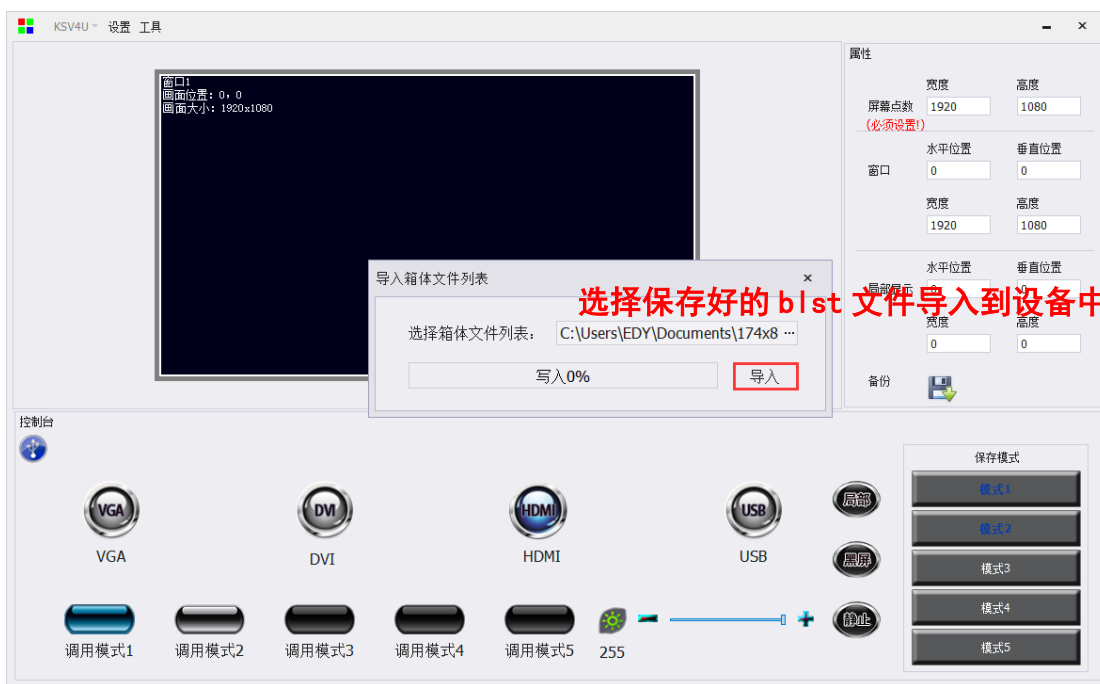 KSV4U 设置 工具
窗口1
画面位置：0，0
画面大小：1920x1080
属性
宽度 高度
屏幕点数 1920 1080
(必须设置!)
水平位置 垂直位置
窗口 0 0
宽度 高度
1920 1080
水平位置 垂直位置
局部显示 0 0
宽度 高度
0 0
备份
导入箱体文件列表
选择保存好的 blst 文件导入到设备中
选择箱体文件列表： C:\Users\EDY\Documents\174x8 ···
写入0% 导入
控制台
VGA DVI HDMI USB
VGA DVI HDMI USB
局部
黑屏
静止
调用模式1 调用模式2 调用模式3 调用模式4 调用模式5 255
保存模式
模式1
模式2
模式3
模式4
模式5